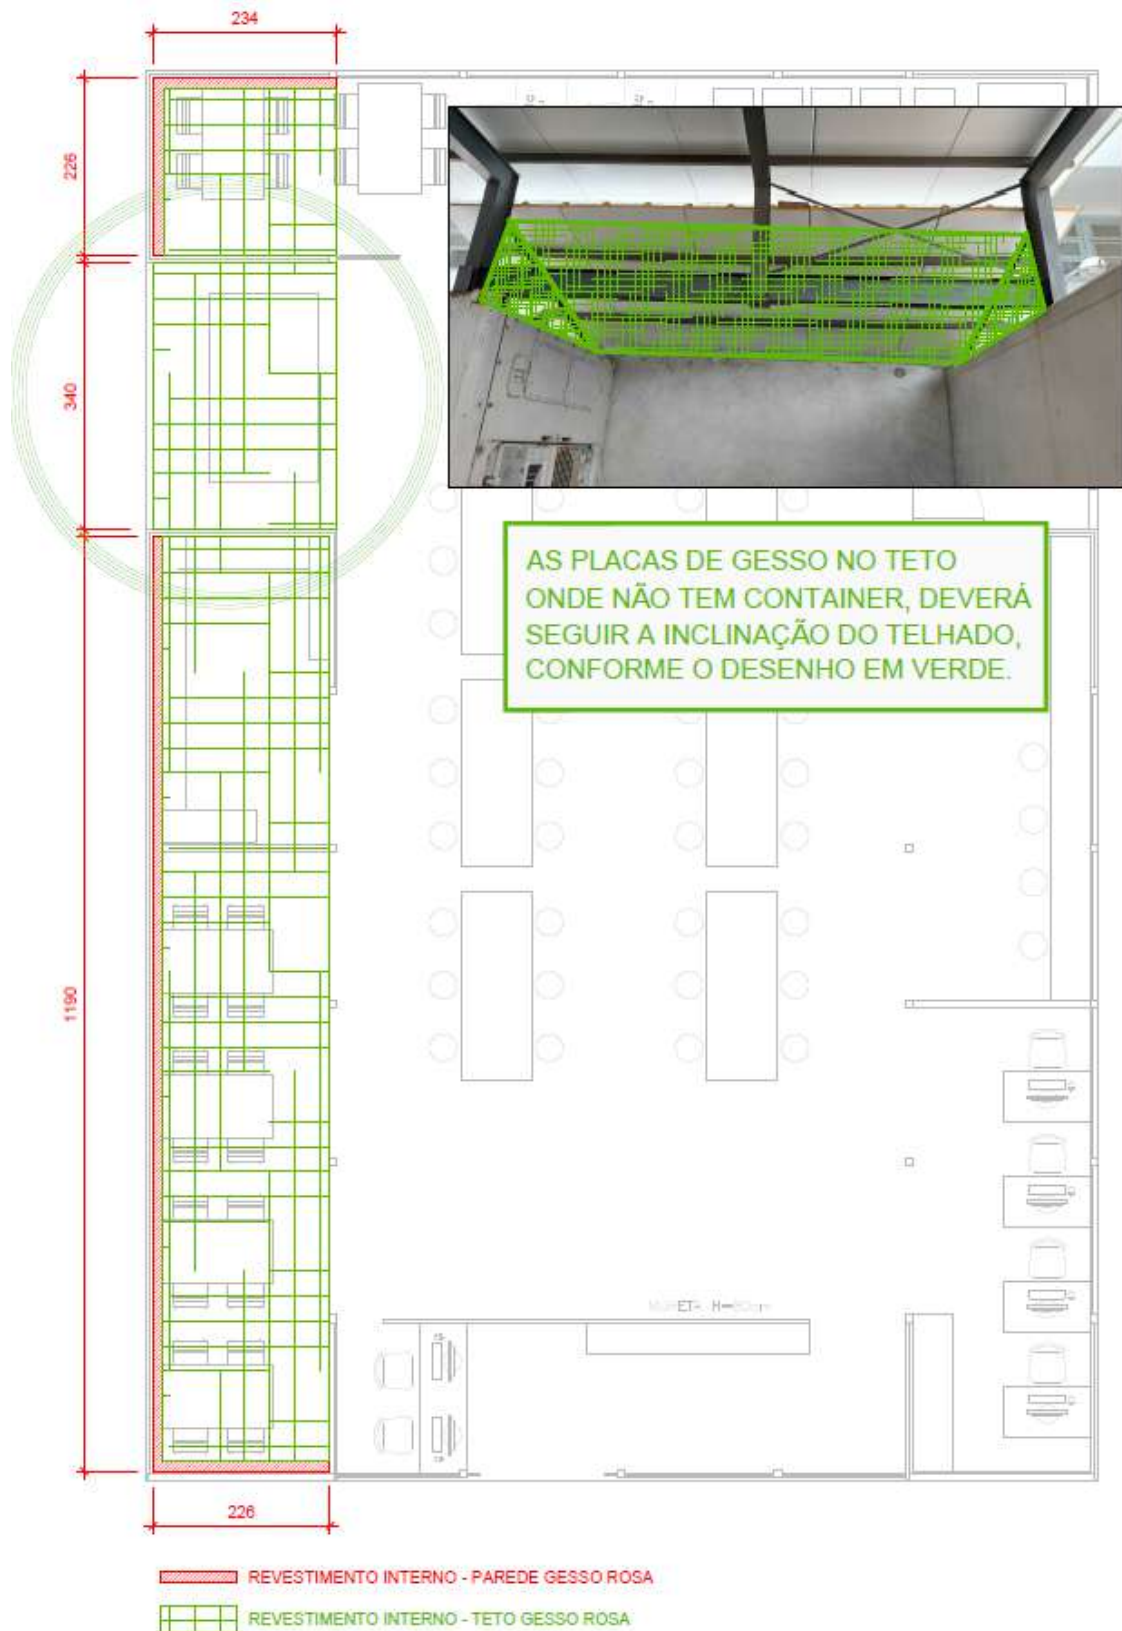 234
226
340
AS PLACAS DE GESSO NO TETO
ONDE NÃO TEM CONTAINER, DEVERÁ
SEGUIR A INCLINAÇÃO DO TELHADO,
CONFORME O DESENHO EM VERDE.
1190
226
REVESTIMENTO INTERNO - PAREDE GESSO ROSA
REVESTIMENTO INTERNO - TETO GESSO ROSA